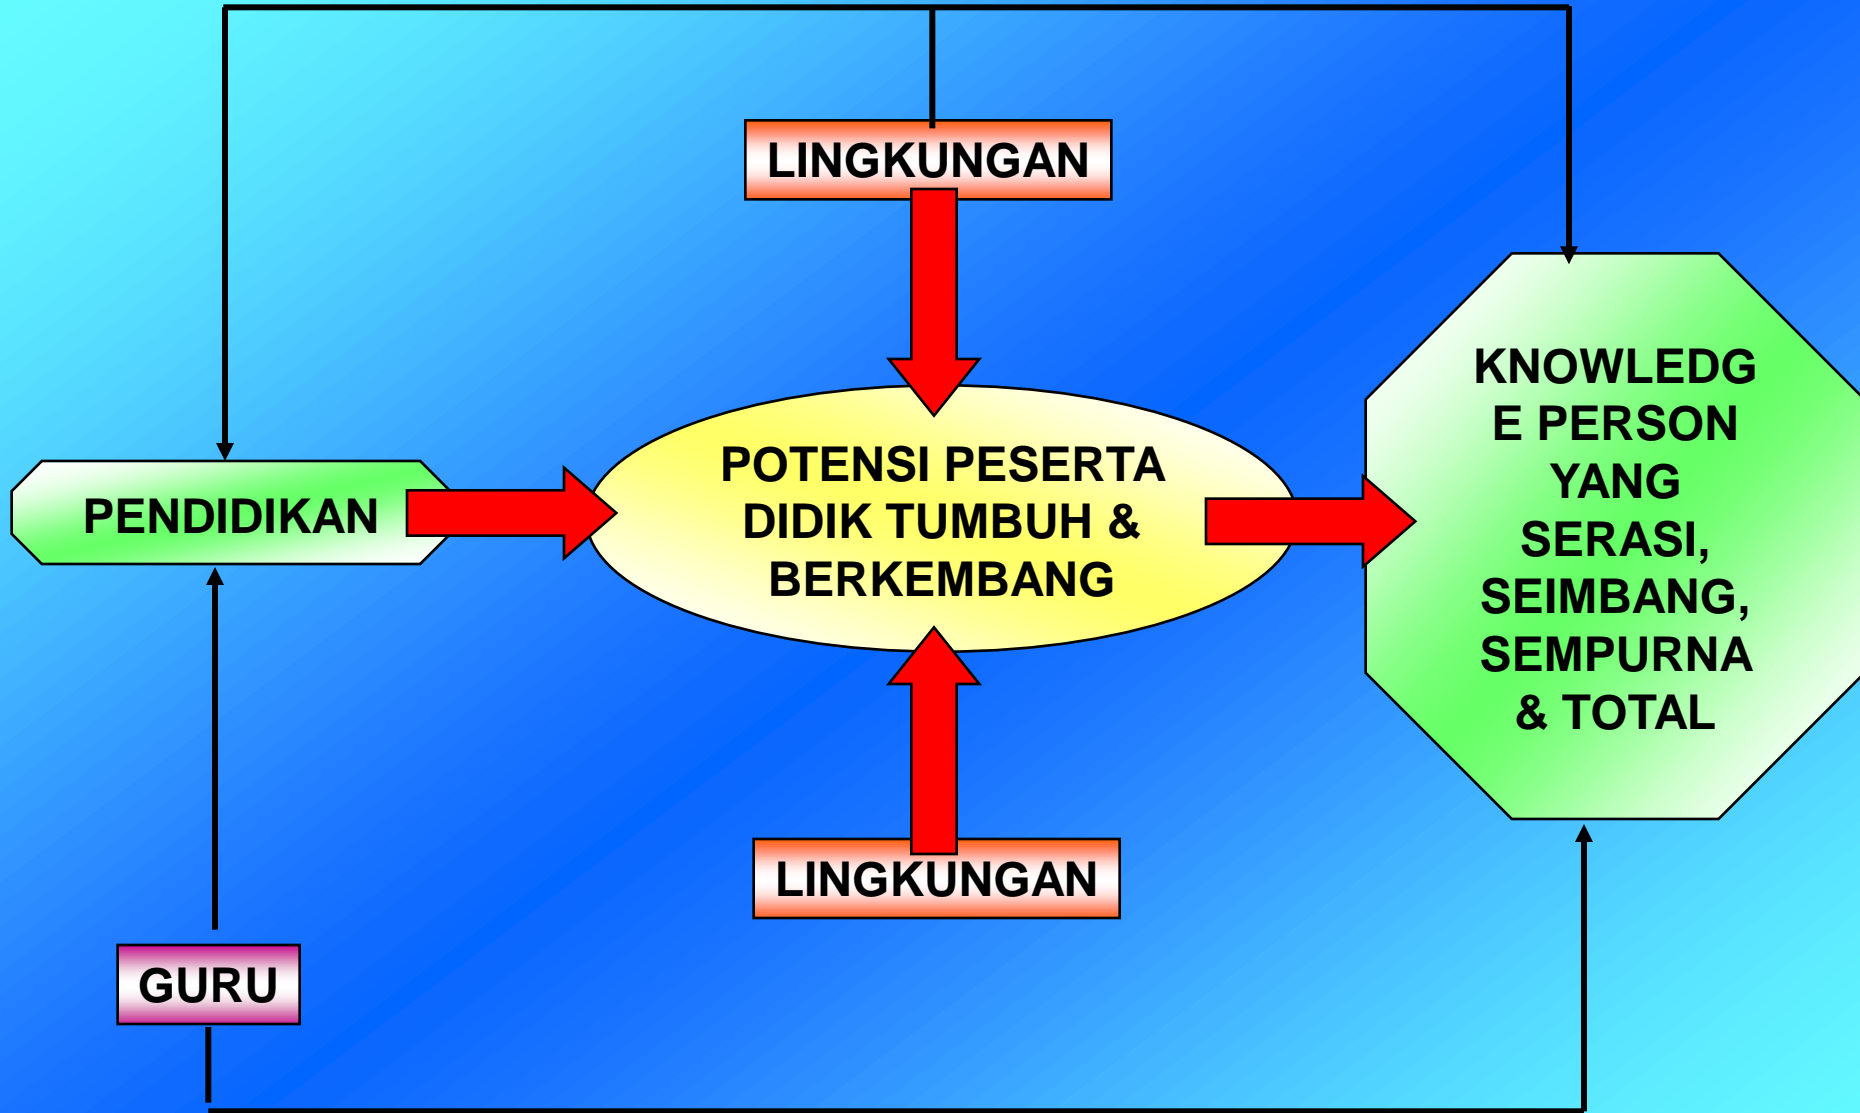 LINGKUNGAN
PENDIDIKAN
POTENSI PESERTA
DIDIK TUMBUH &
BERKEMBANG
KNOWLEDG
E PERSON
YANG
SERASI,
SEIMBANG,
SEMPURNA
& TOTAL
LINGKUNGAN
GURU